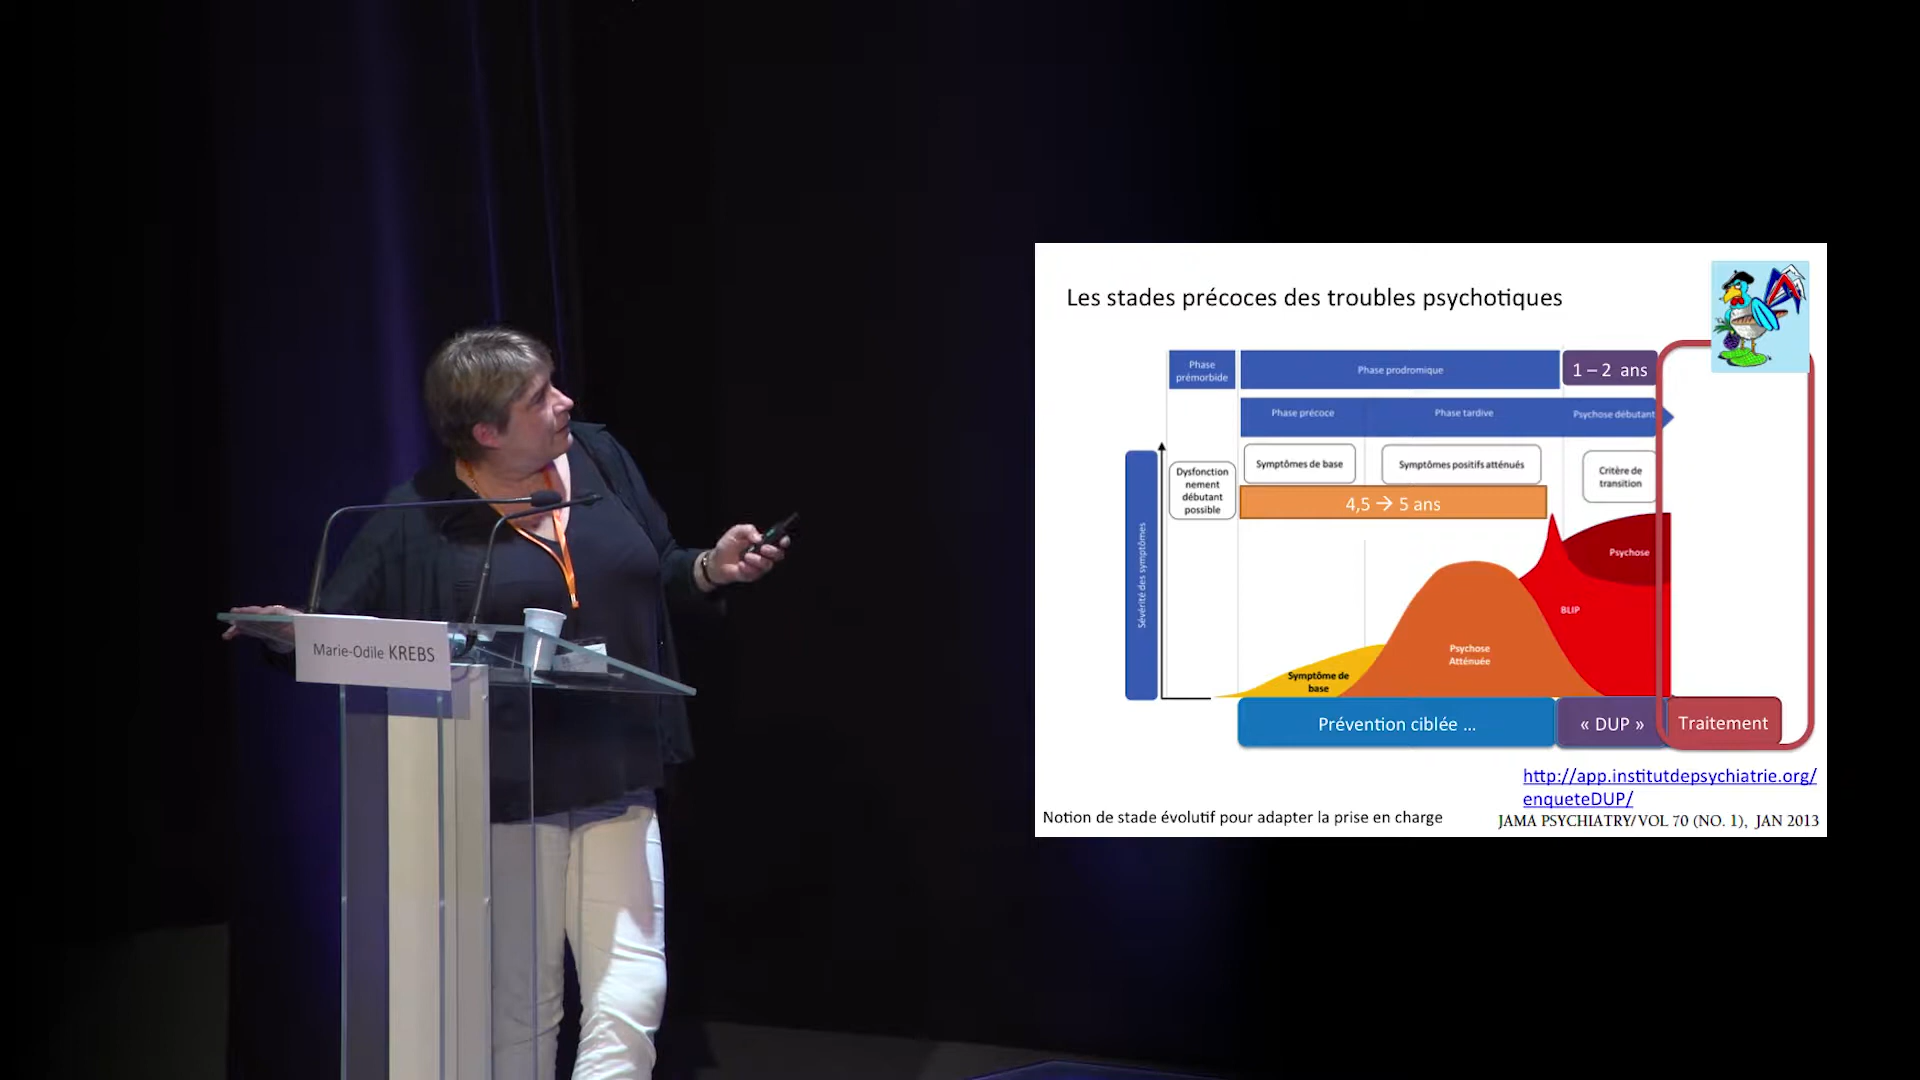 Marie-Odile KREBS
Les stades précoces des troubles psychotiques
Phase
prémorbide
Phase prodromique
1 – 2 ans
Phase précoce
Phase tardive
Psychose débutant
Dysfonction
nement
débutant
possible
Symptômes de base
Symptômes positifs atténués
Critère de
transition
4,5 → 5 ans
Sévérité des symptômes
Psychose
BLIP
Psychose
Atténuée
Symptôme de
base
Prévention ciblée ...
« DUP »
Traitement
http://app.institutdepsychiatrie.org/
enqueteDUP/
Notion de stade évolutif pour adapter la prise en charge
JAMA PSYCHIATRY/VOL 70 (NO. 1), JAN 2013